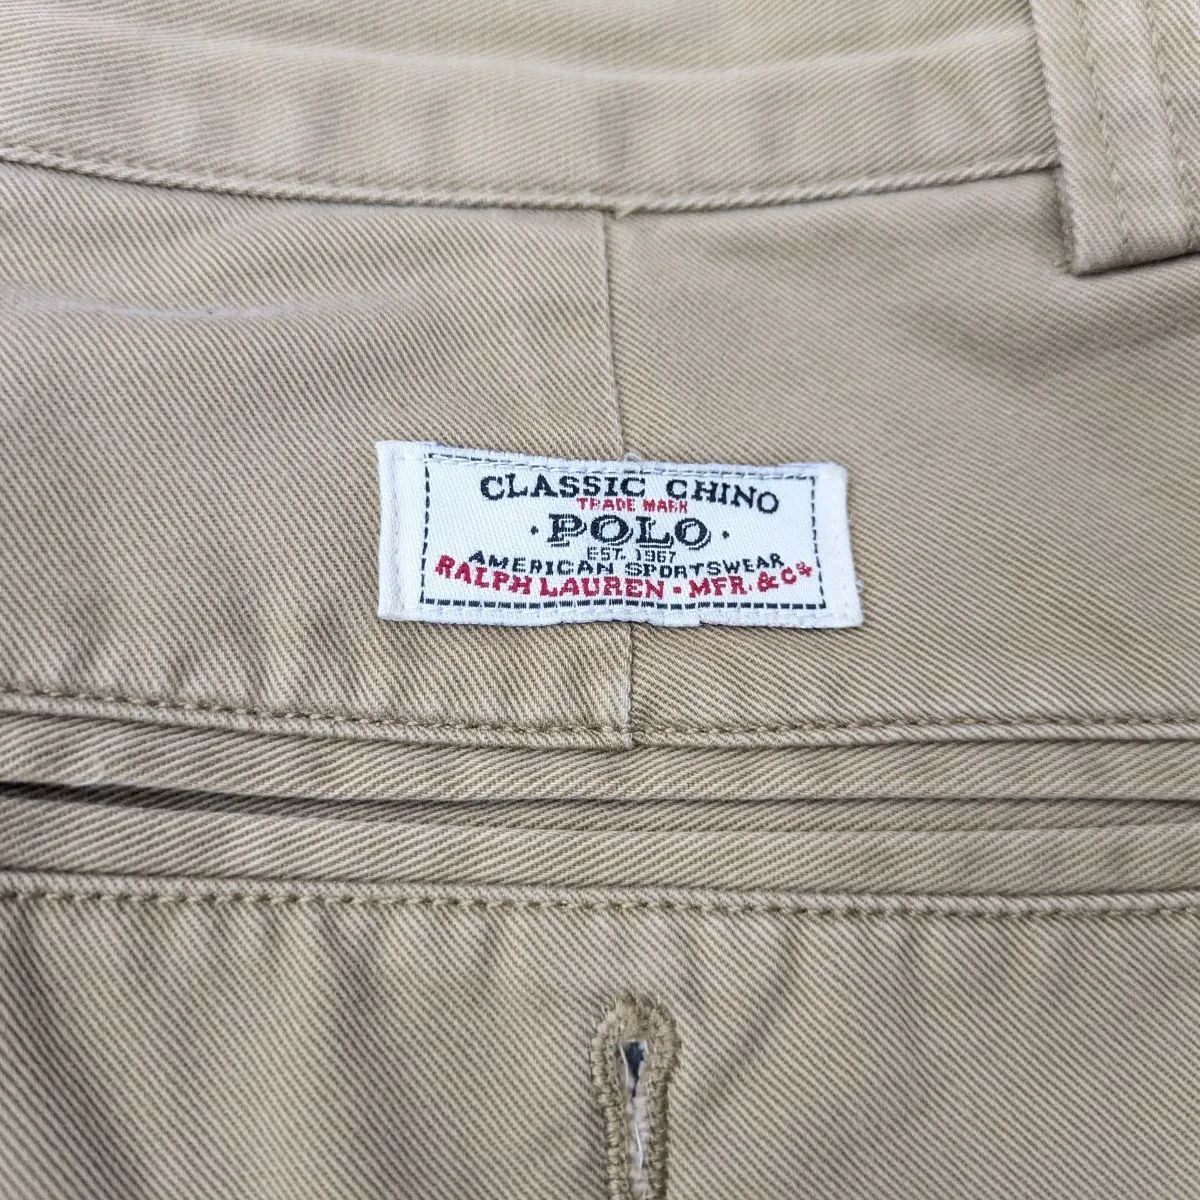 CLASSIC CHINO
TRADE MARK
· POLO ·
EST. 1967
AMERICAN SPORTSWEAR
RALPH LAUREN · MFR. & Co